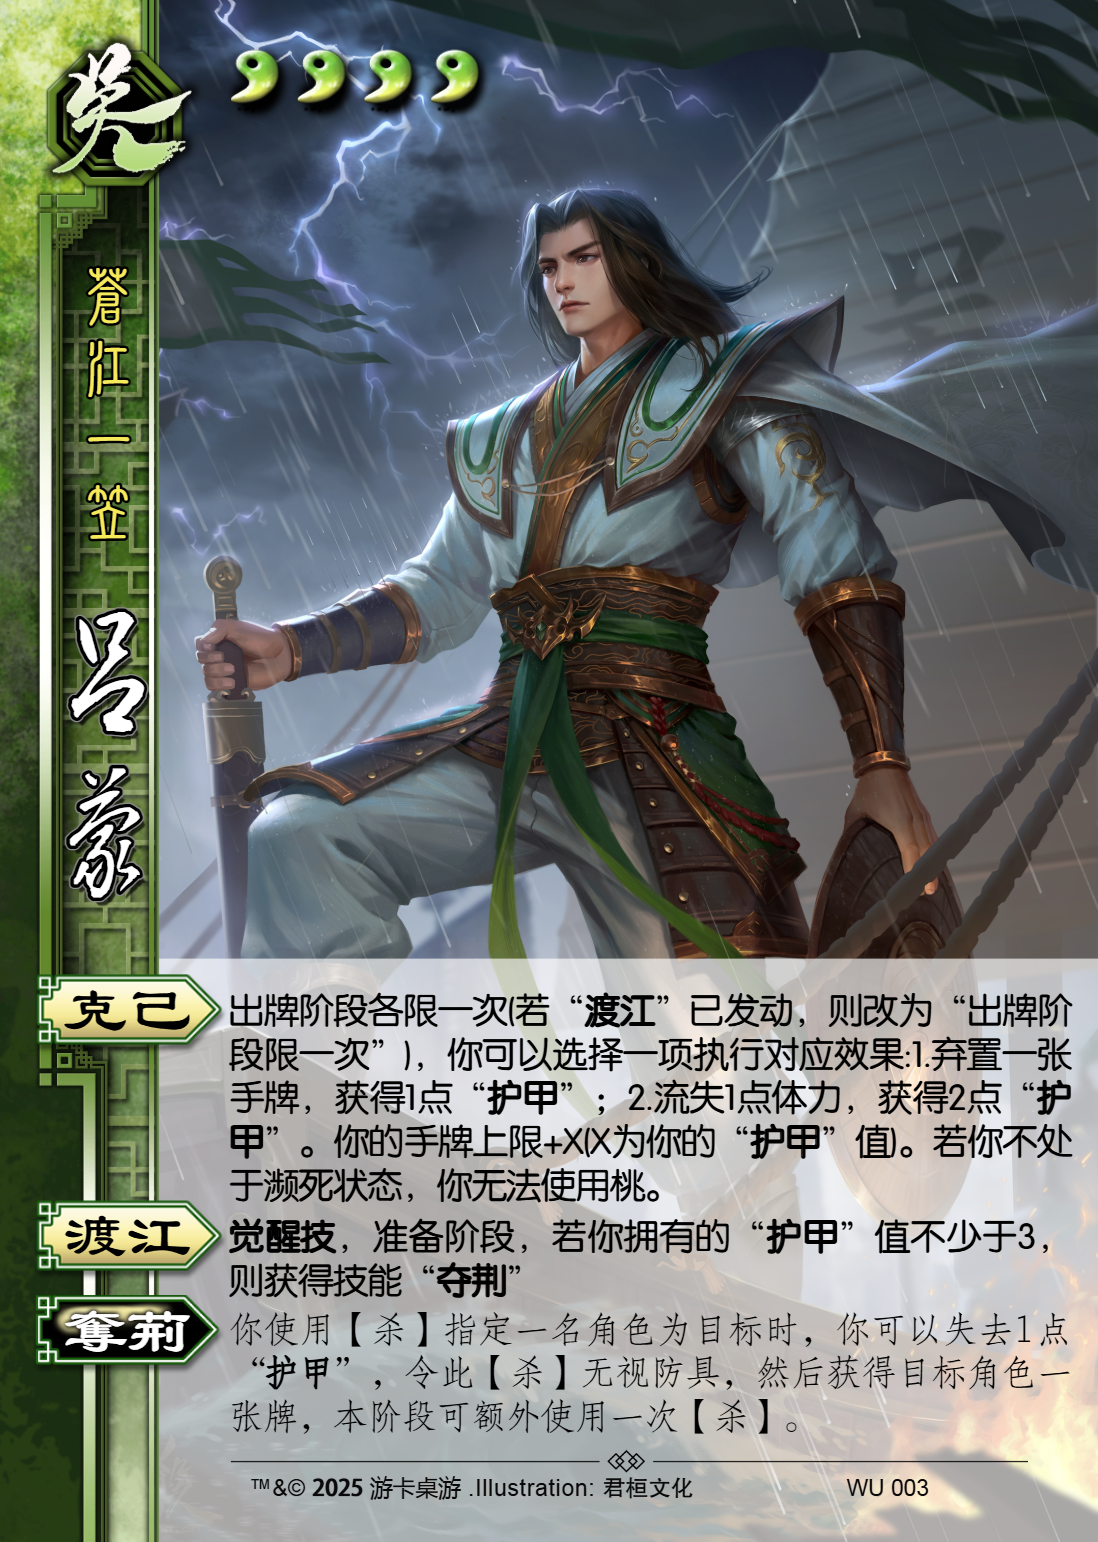 吴
蒼江一笠
吕蒙
克己
出牌阶段各限一次(若“渡江”已发动，则改为“出牌阶
段限一次”)，你可以选择一项执行对应效果:1.弃置一张
手牌，获得1点“护甲”；2.流失1点体力，获得2点“护
甲”。你的手牌上限+X(X为你的“护甲”值)。若你不处
于濒死状态，你无法使用桃。
渡江
觉醒技，准备阶段，若你拥有的“护甲”值不少于3，
则获得技能“夺荆”
奪荊
你使用【杀】指定一名角色为目标时，你可以失去1点
“护甲”，令此【杀】无视防具，然后获得目标角色一
张牌，本阶段可额外使用一次【杀】。
™&© 2025 游卡桌游 .Illustration: 君桓文化
WU 003